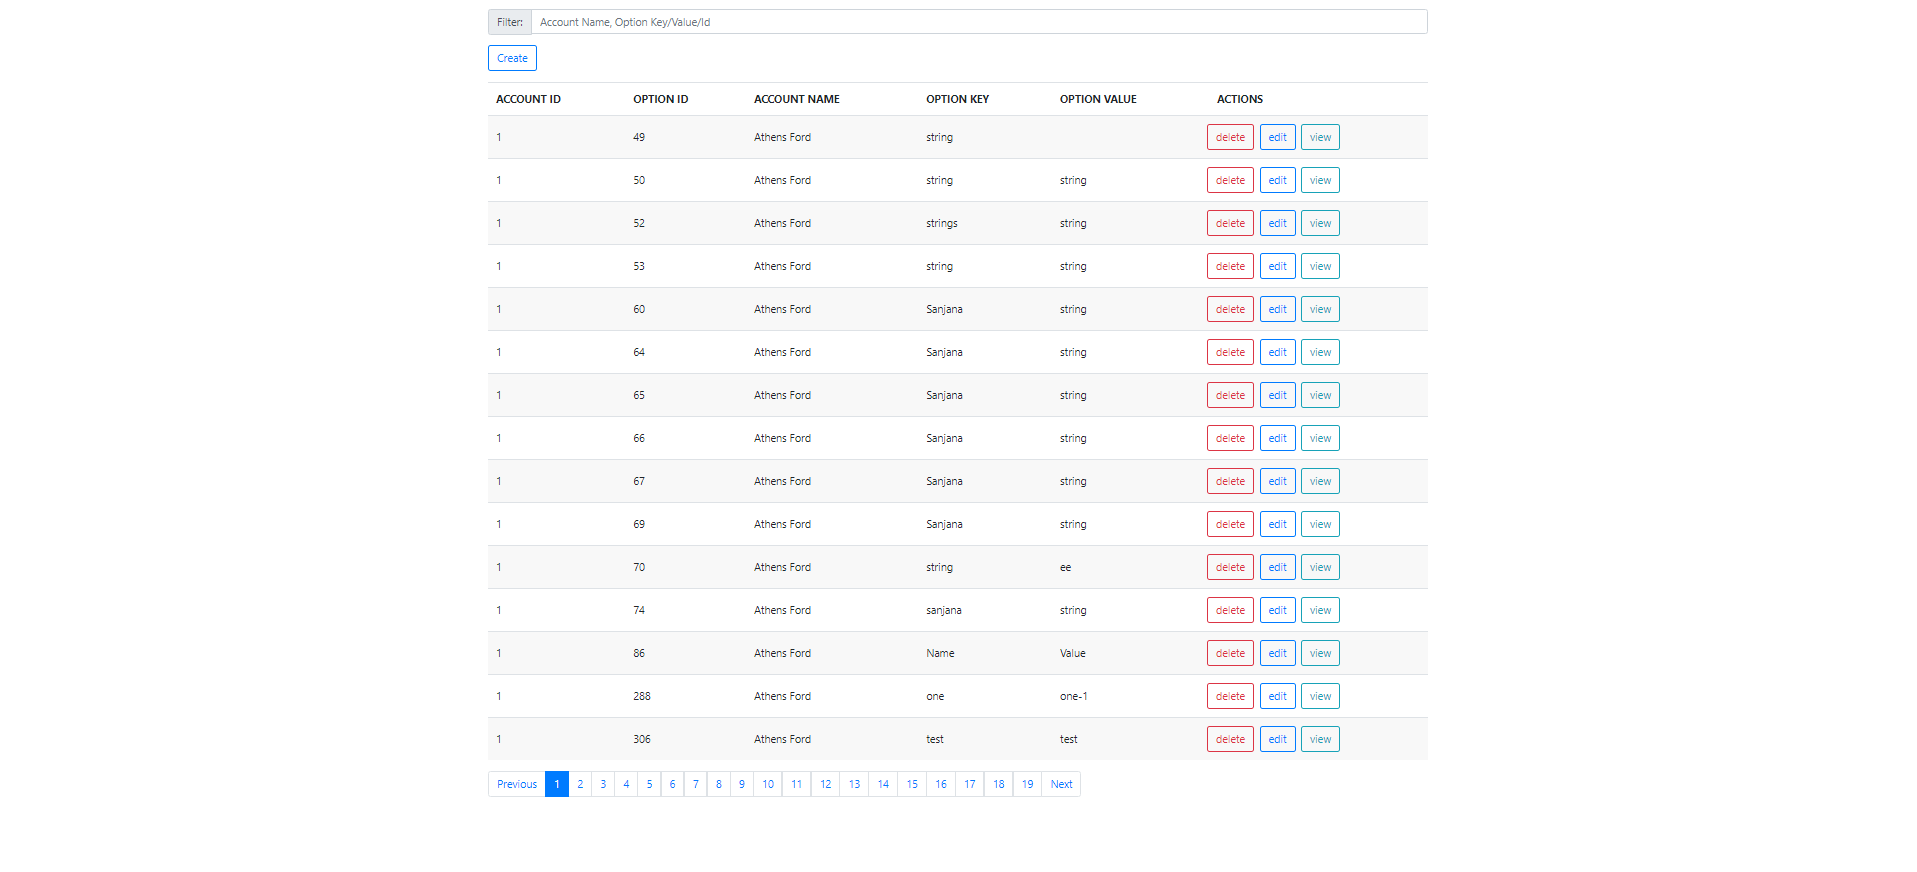 Filter: Account Name, Option Key/Value/Id
Create
ACCOUNT ID OPTION ID ACCOUNT NAME OPTION KEY OPTION VALUE ACTIONS
1 49 Athens Ford string delete edit view
1 50 Athens Ford string string delete edit view
1 52 Athens Ford strings string delete edit view
1 53 Athens Ford string string delete edit view
1 60 Athens Ford Sanjana string delete edit view
1 64 Athens Ford Sanjana string delete edit view
1 65 Athens Ford Sanjana string delete edit view
1 66 Athens Ford Sanjana string delete edit view
1 67 Athens Ford Sanjana string delete edit view
1 69 Athens Ford Sanjana string delete edit view
1 70 Athens Ford string ee delete edit view
1 74 Athens Ford sanjana string delete edit view
1 86 Athens Ford Name Value delete edit view
1 288 Athens Ford one one-1 delete edit view
1 306 Athens Ford test test delete edit view
Previous 1 2 3 4 5 6 7 8 9 10 11 12 13 14 15 16 17 18 19 Next